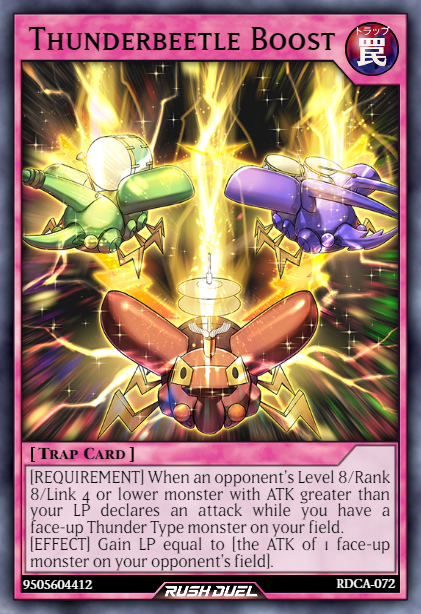 Thunderbeetle Boost
トラップ
罠
[ Trap Card ]
[REQUIREMENT] When an opponent's Level 8/Rank
8/Link 4 or lower monster with ATK greater than
your LP declares an attack while you have a
face-up Thunder Type monster on your field.
[EFFECT] Gain LP equal to [the ATK of 1 face-up
monster on your opponent's field].
9505604412
RUSH DUEL
RDCA-072